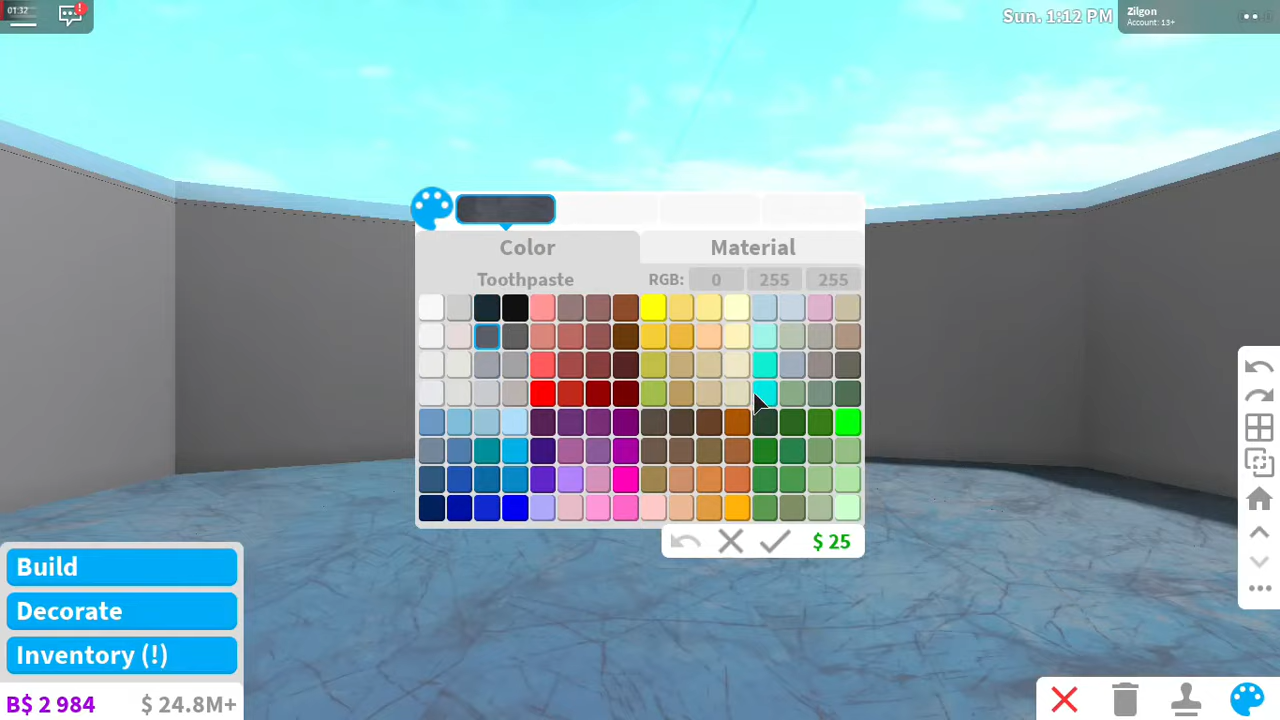 01:32
Sun. 1:12 PM
Zilgon
Account: 13+
Color
Material
Toothpaste
RGB: 0 255 255
$ 25
Build
Decorate
Inventory (!)
B$ 2 984
$ 24.8M+